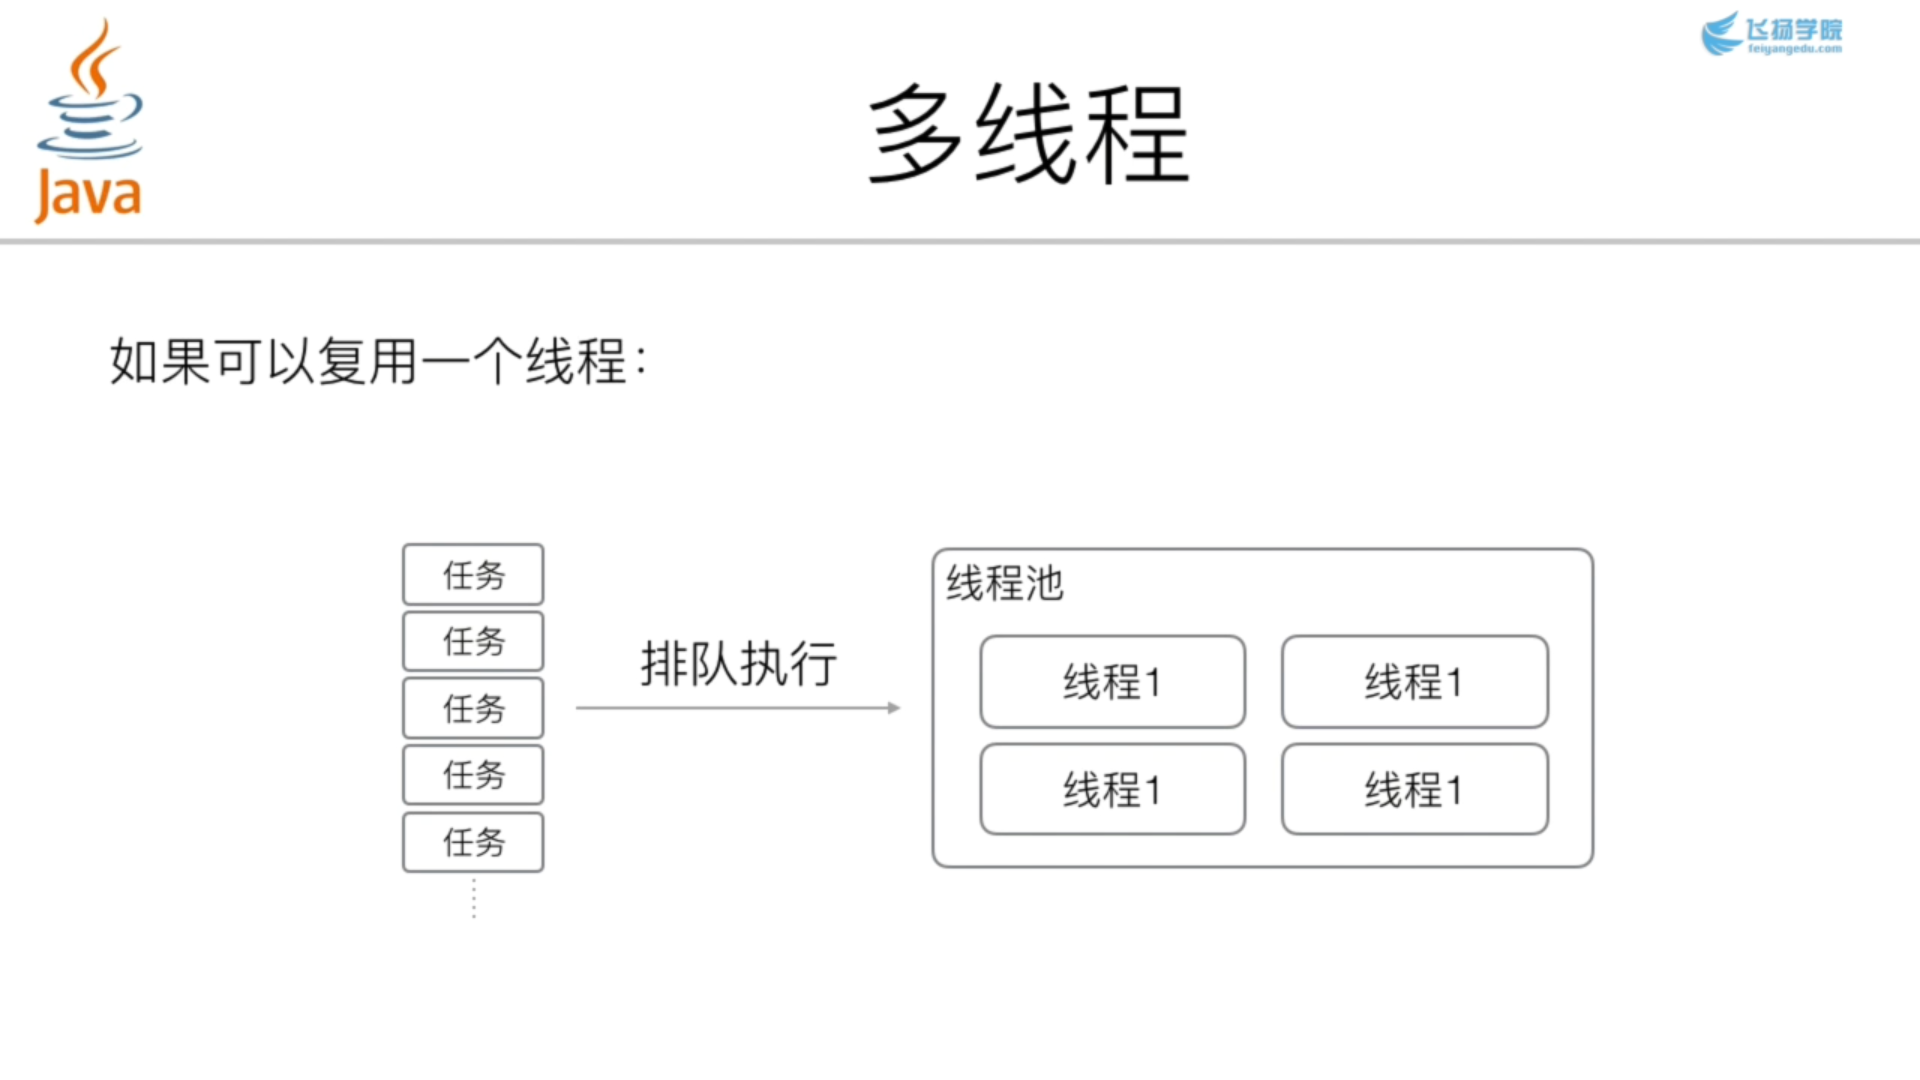 Java
飞扬学院
feiyangedu.com
多线程
如果可以复用一个线程：
任务
任务
任务
任务
任务
排队执行
线程池
线程1
线程1
线程1
线程1